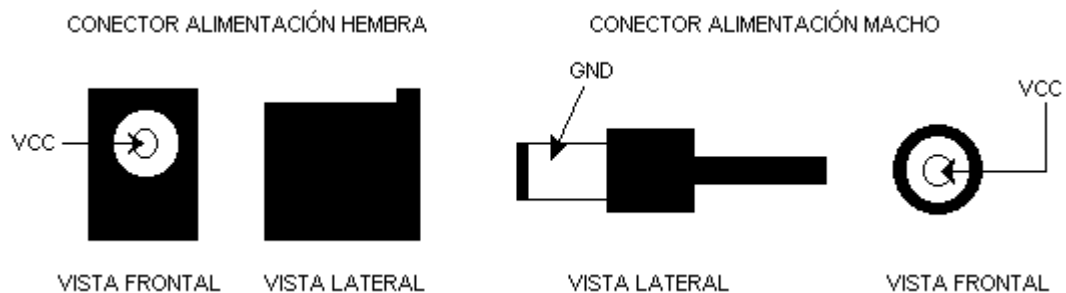 CONECTOR ALIMENTACIÓN HEMBRA
CONECTOR ALIMENTACIÓN MACHO
GND
VCC
VCC
VISTA FRONTAL
VISTA LATERAL
VISTA LATERAL
VISTA FRONTAL